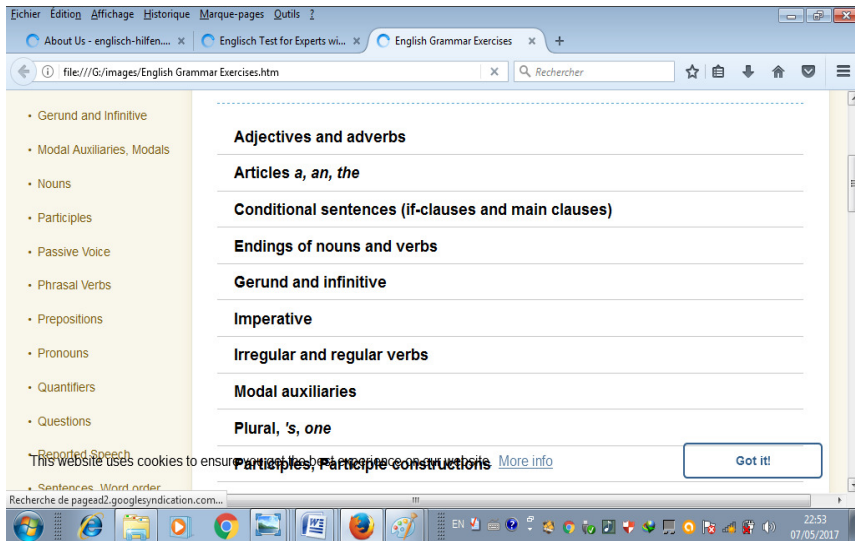 Fichier Édition Affichage Historique Marque-pages Outils ?
About Us - englisch-hilfen.... × Englisch Test for Experts wi... × English Grammar Exercises × +
file:///G:/images/English Grammar Exercises.htm × Rechercher
Gerund and Infinitive
Modal Auxiliaries, Modals
Nouns
Participles
Passive Voice
Phrasal Verbs
Prepositions
Pronouns
Quantifiers
Questions
Reported Speech
Sentences, Word order
Adjectives and adverbs
Articles a, an, the
Conditional sentences (if-clauses and main clauses)
Endings of nouns and verbs
Gerund and infinitive
Imperative
Irregular and regular verbs
Modal auxiliaries
Plural, 's, one
Participles, Participle constructions
This website uses cookies to ensure you get the best experience on our website. More info
Got it!
Recherche de pagead2.googlesyndication.com...
EN 22:53
07/05/2017